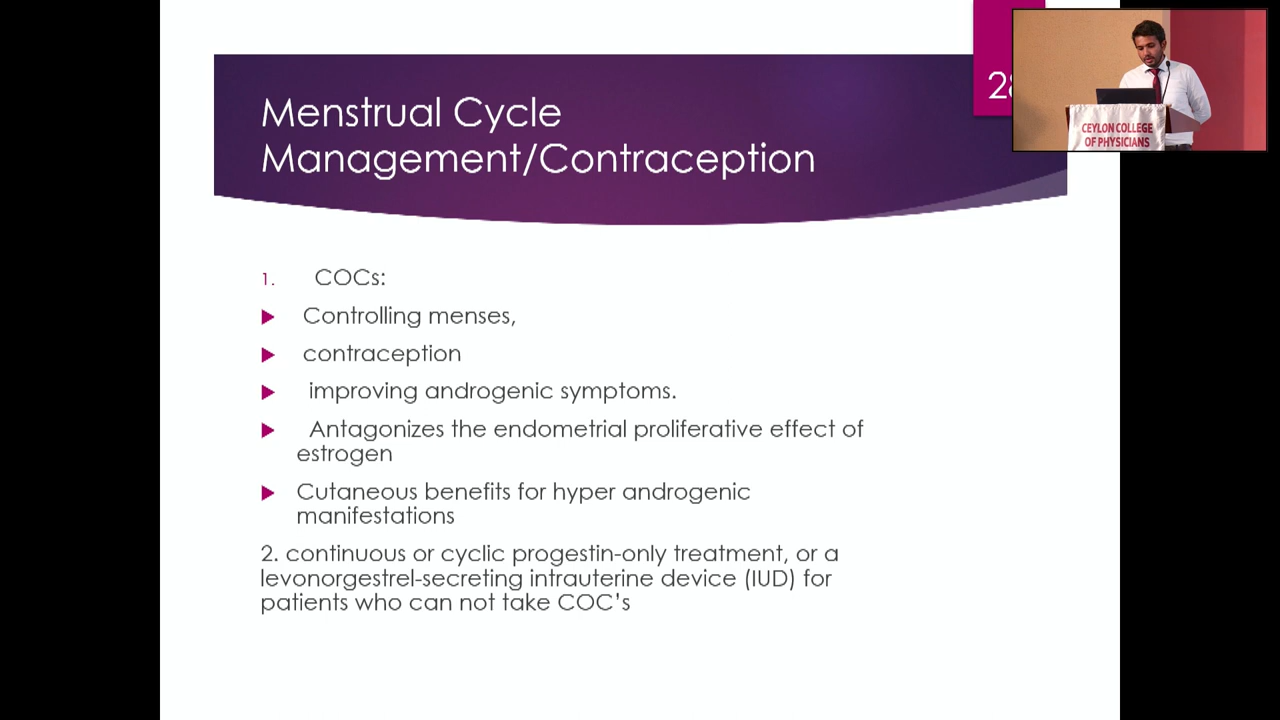 Menstrual Cycle
Management/Contraception
CEYLON COLLEGE
OF PHYSICIANS
1. COCs:
Controlling menses,
contraception
improving androgenic symptoms.
Antagonizes the endometrial proliferative effect of
estrogen
Cutaneous benefits for hyper androgenic
manifestations
2. continuous or cyclic progestin-only treatment, or a
levonorgestrel-secreting intrauterine device (IUD) for
patients who can not take COC's